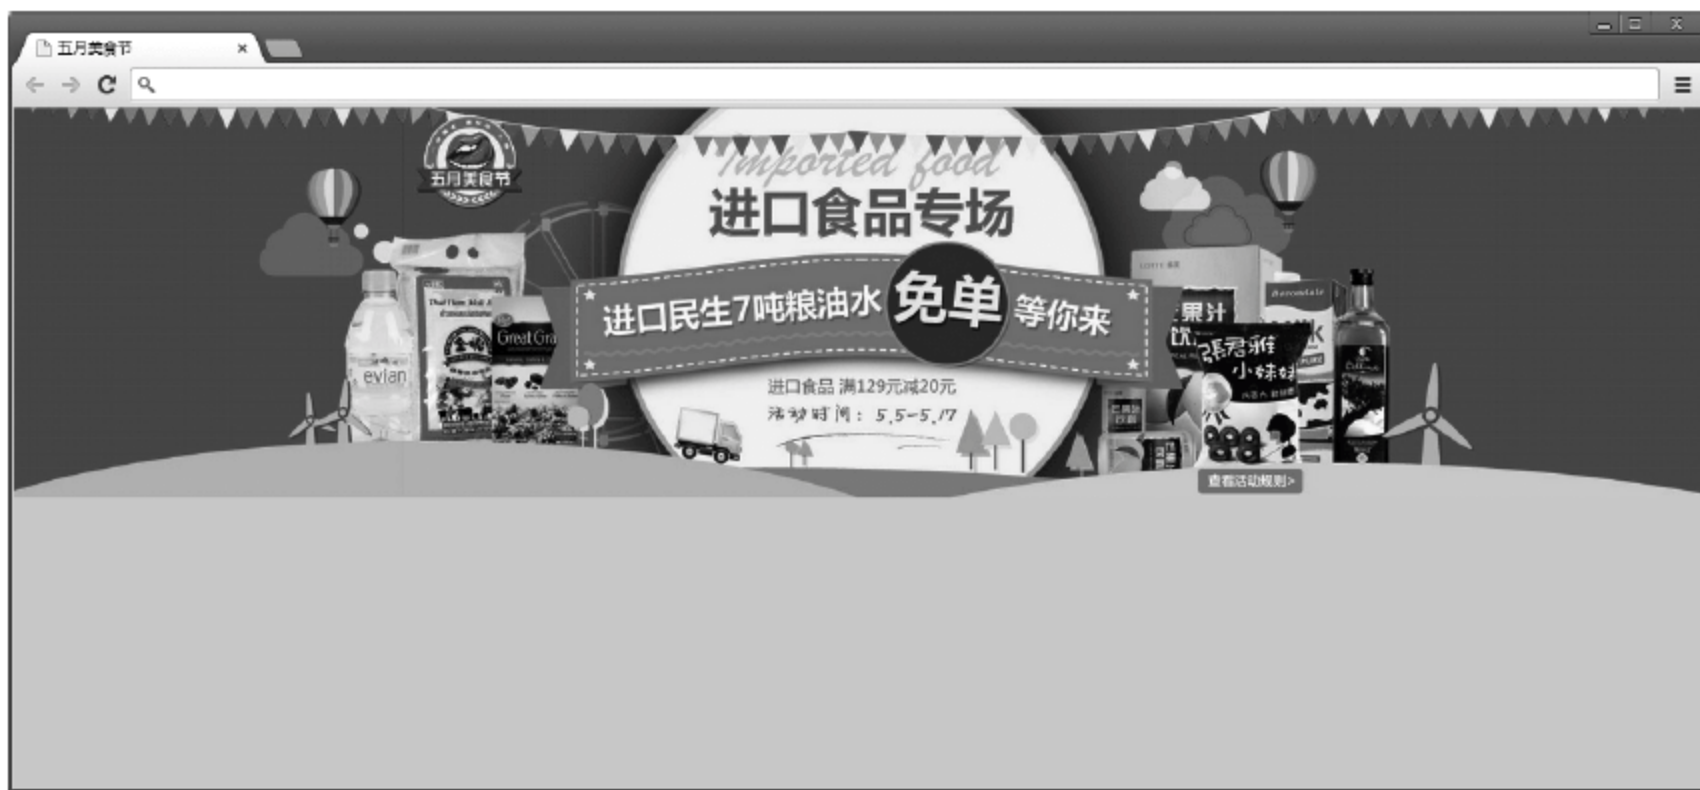 五月美食节
五月美食节
Imported food
进口食品专场
进口民生7吨粮油水 免单 等你来
进口食品 满129元减20元
活动时间: 5.5-5.17
evian
Great Gra
果汁
饮
張君雅
小妹妹
查看活动规则>